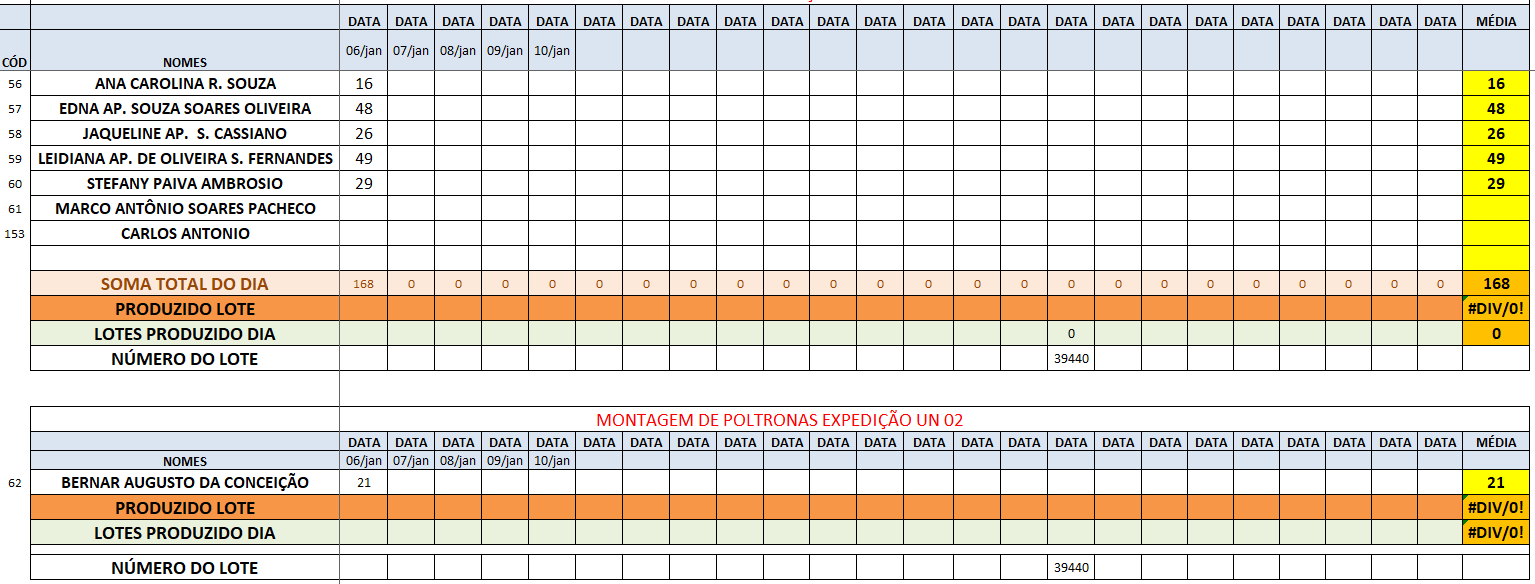 DATA DATA DATA DATA DATA DATA DATA DATA DATA DATA DATA DATA DATA DATA DATA DATA DATA DATA DATA DATA DATA DATA DATA DATA MÉDIA
CÓD NOMES 06/jan 07/jan 08/jan 09/jan 10/jan
56 ANA CAROLINA R. SOUZA 16 16
57 EDNA AP. SOUZA SOARES OLIVEIRA 48 48
58 JAQUELINE AP. S. CASSIANO 26 26
59 LEIDIANA AP. DE OLIVEIRA S. FERNANDES 49 49
60 STEFANY PAIVA AMBROSIO 29 29
61 MARCO ANTÔNIO SOARES PACHECO
153 CARLOS ANTONIO
SOMA TOTAL DO DIA 168 0 0 0 0 0 0 0 0 0 0 0 0 0 0 0 0 0 0 0 0 0 0 0 168
PRODUZIDO LOTE #DIV/0!
LOTES PRODUZIDO DIA 0 0
NÚMERO DO LOTE 39440
MONTAGEM DE POLTRONAS EXPEDIÇÃO UN 02
DATA DATA DATA DATA DATA DATA DATA DATA DATA DATA DATA DATA DATA DATA DATA DATA DATA DATA DATA DATA DATA DATA DATA DATA MÉDIA
NOMES 06/jan 07/jan 08/jan 09/jan 10/jan
62 BERNAR AUGUSTO DA CONCEIÇÃO 21 21
PRODUZIDO LOTE #DIV/0!
LOTES PRODUZIDO DIA #DIV/0!
NÚMERO DO LOTE 39440